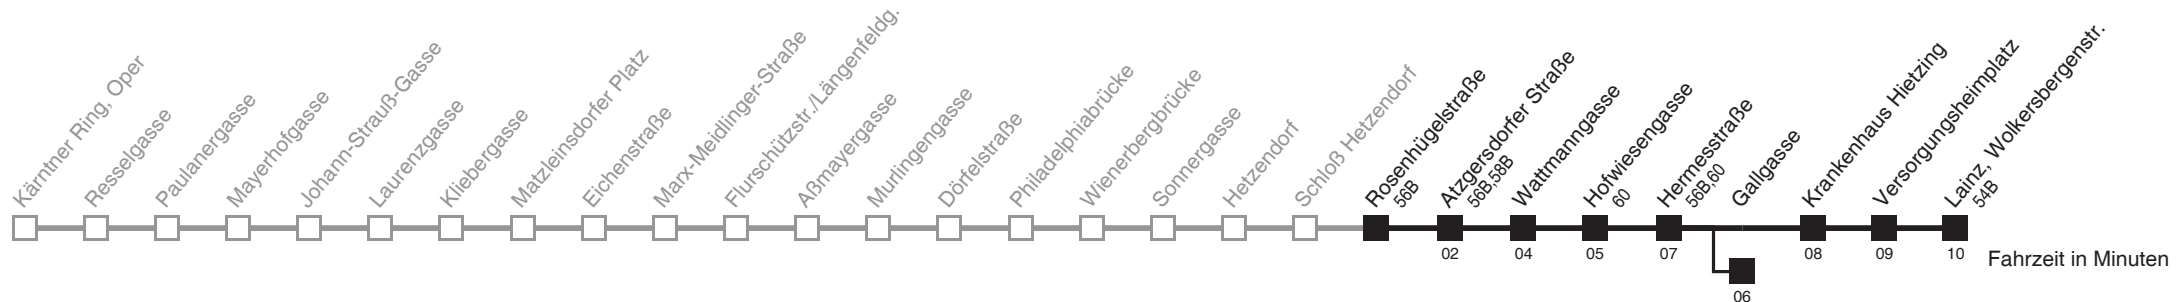 Kärntner Ring, Oper
Resselgasse
Paulanergasse
Mayerhofgasse
Johann-Strauß-Gasse
Laurenzgasse
Kliebergasse
Matzleinsdorfer Platz
Eichenstraße
Marx-Meidlinger-Straße
Flurschützstr./Längenfeldg.
Aßmayergasse
Murlingengasse
Dörfelstraße
Philadelphiabrücke
Wienerbergbrücke
Sonnergasse
Hetzendorf
Schloß Hetzendorf
Rosenhügelstraße
56B
Atzgersdorfer Straße
56B,58B
Wattmanngasse
Hofwiesengasse
60
Hermesstraße
56B,60
Gallgasse
Krankenhaus Hietzing
Versorgungsheimplatz
Lainz, Wolkersbergenstr.
54B
02
04
05
07
08
09
10
Fahrzeit in Minuten
06